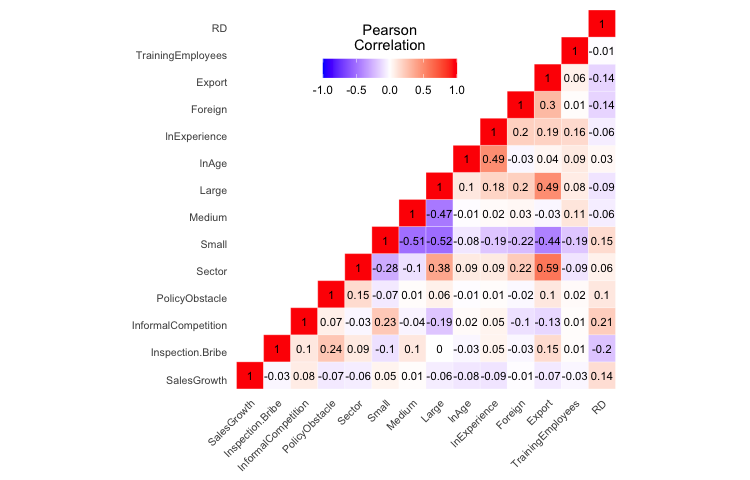 Pearson
Correlation
-1.0 -0.5 0.0 0.5 1.0
RD 1
TrainingEmployees 1 -0.01
Export 1 0.06 -0.14
Foreign 1 0.3 0.01 -0.14
lnExperience 1 0.2 0.19 0.16 -0.06
lnAge 1 0.49 -0.03 0.04 0.09 0.03
Large 1 0.1 0.18 0.2 0.49 0.08 -0.09
Medium 1 -0.47 -0.01 0.02 0.03 -0.03 0.11 -0.06
Small 1 -0.51 -0.52 -0.08 -0.19 -0.22 -0.44 -0.19 0.15
Sector 1 -0.28 -0.1 0.38 0.09 0.09 0.22 0.59 -0.09 0.06
PolicyObstacle 1 0.15 -0.07 0.01 0.06 -0.01 0.01 -0.02 0.1 0.02 0.1
InformalCompetition 1 0.07 -0.03 0.23 -0.04 -0.19 0.02 0.05 -0.1 -0.13 0.01 0.21
Inspection.Bribe 1 0.1 0.24 0.09 -0.1 0.1 0 -0.03 0.05 -0.03 0.15 0.01 -0.2
SalesGrowth 1 -0.03 0.08 -0.07 -0.06 0.05 0.01 -0.06 -0.08 -0.09 -0.01 -0.07 -0.03 0.14
SalesGrowth
Inspection.Bribe
InformalCompetition
PolicyObstacle
Sector
Small
Medium
Large
lnAge
lnExperience
Foreign
Export
TrainingEmployees
RD